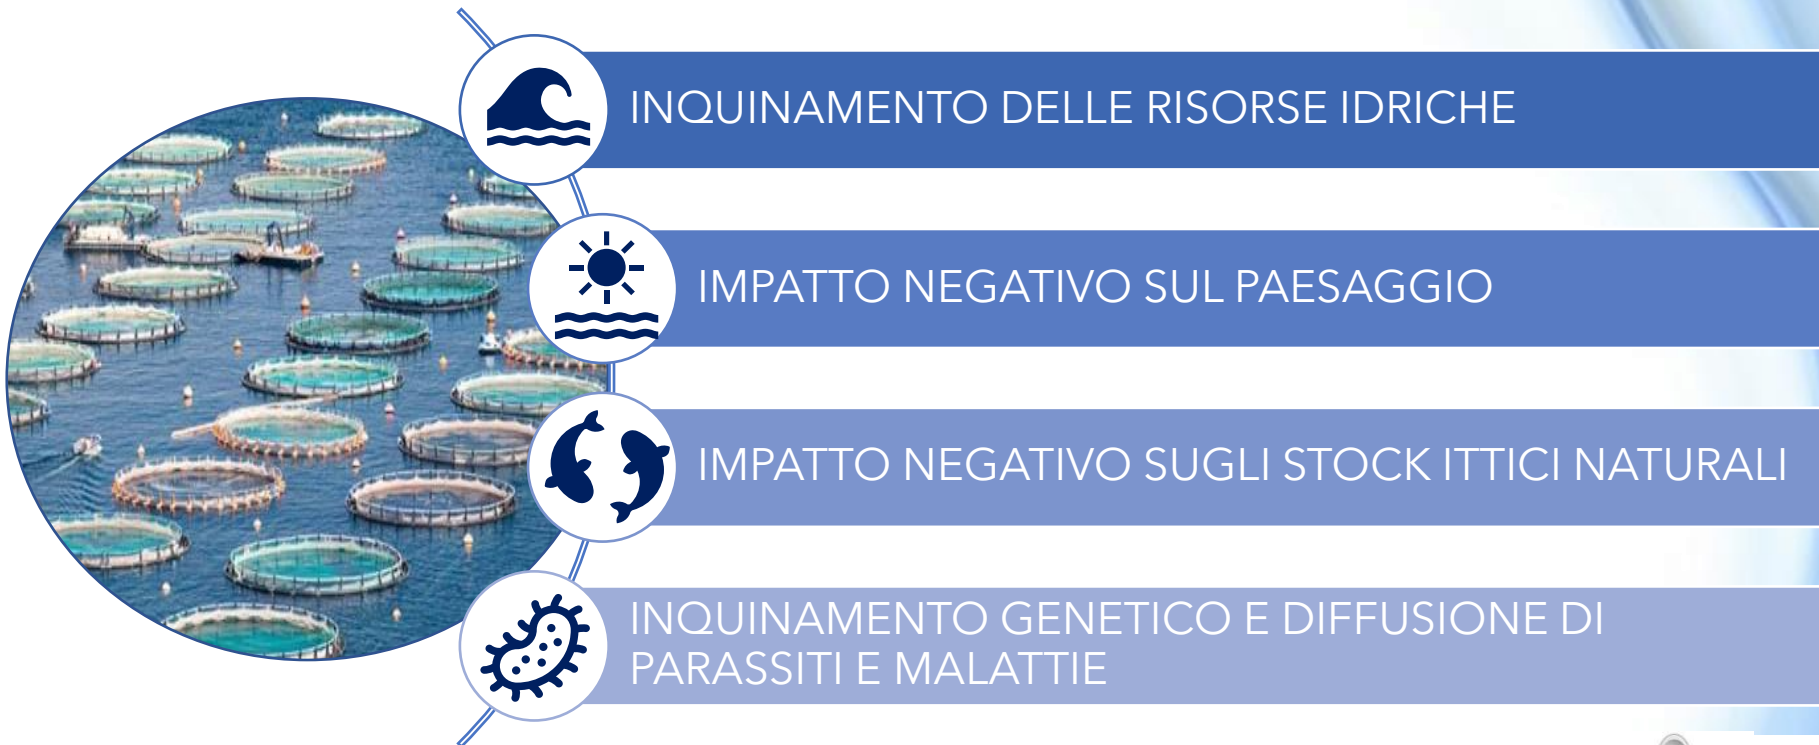 INQUINAMENTO DELLE RISORSE IDRICHE
IMPATTO NEGATIVO SUL PAESAGGIO
IMPATTO NEGATIVO SUGLI STOCK ITTICI NATURALI
INQUINAMENTO GENETICO E DIFFUSIONE DI
PARASSITI E MALATTIE